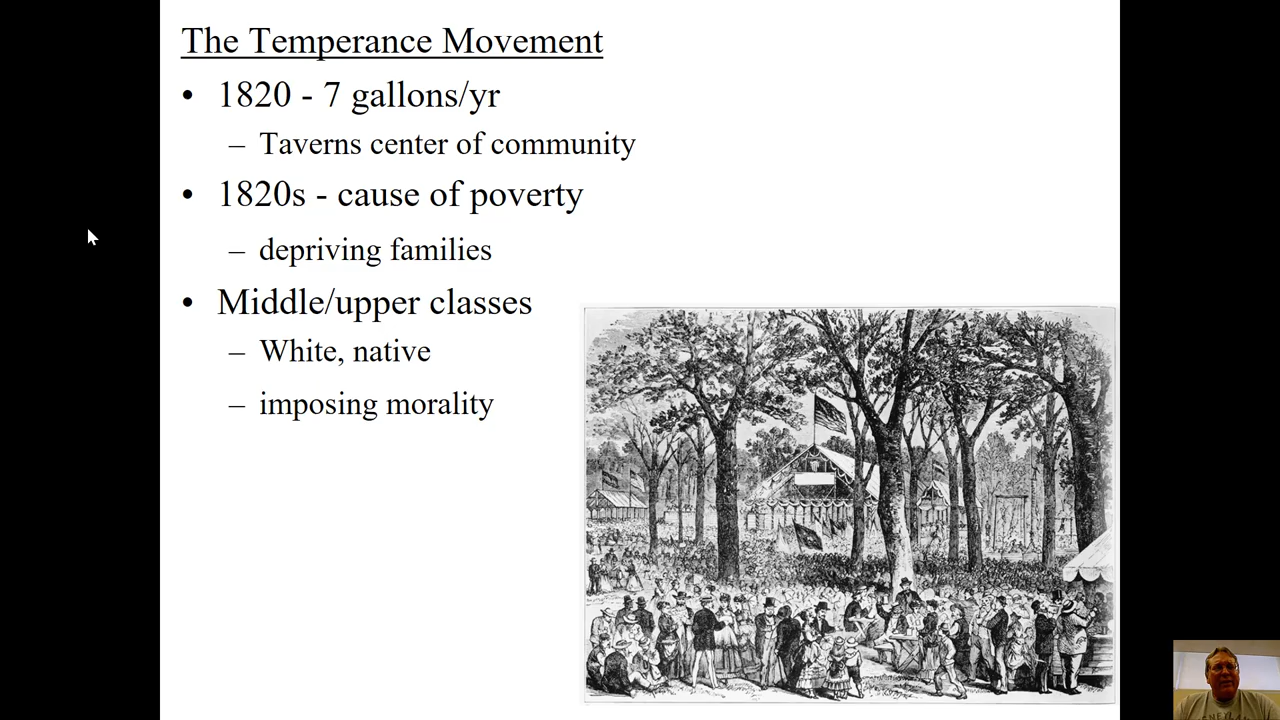 The Temperance Movement
• 1820 - 7 gallons/yr
– Taverns center of community
• 1820s - cause of poverty
– depriving families
• Middle/upper classes
– White, native
– imposing morality